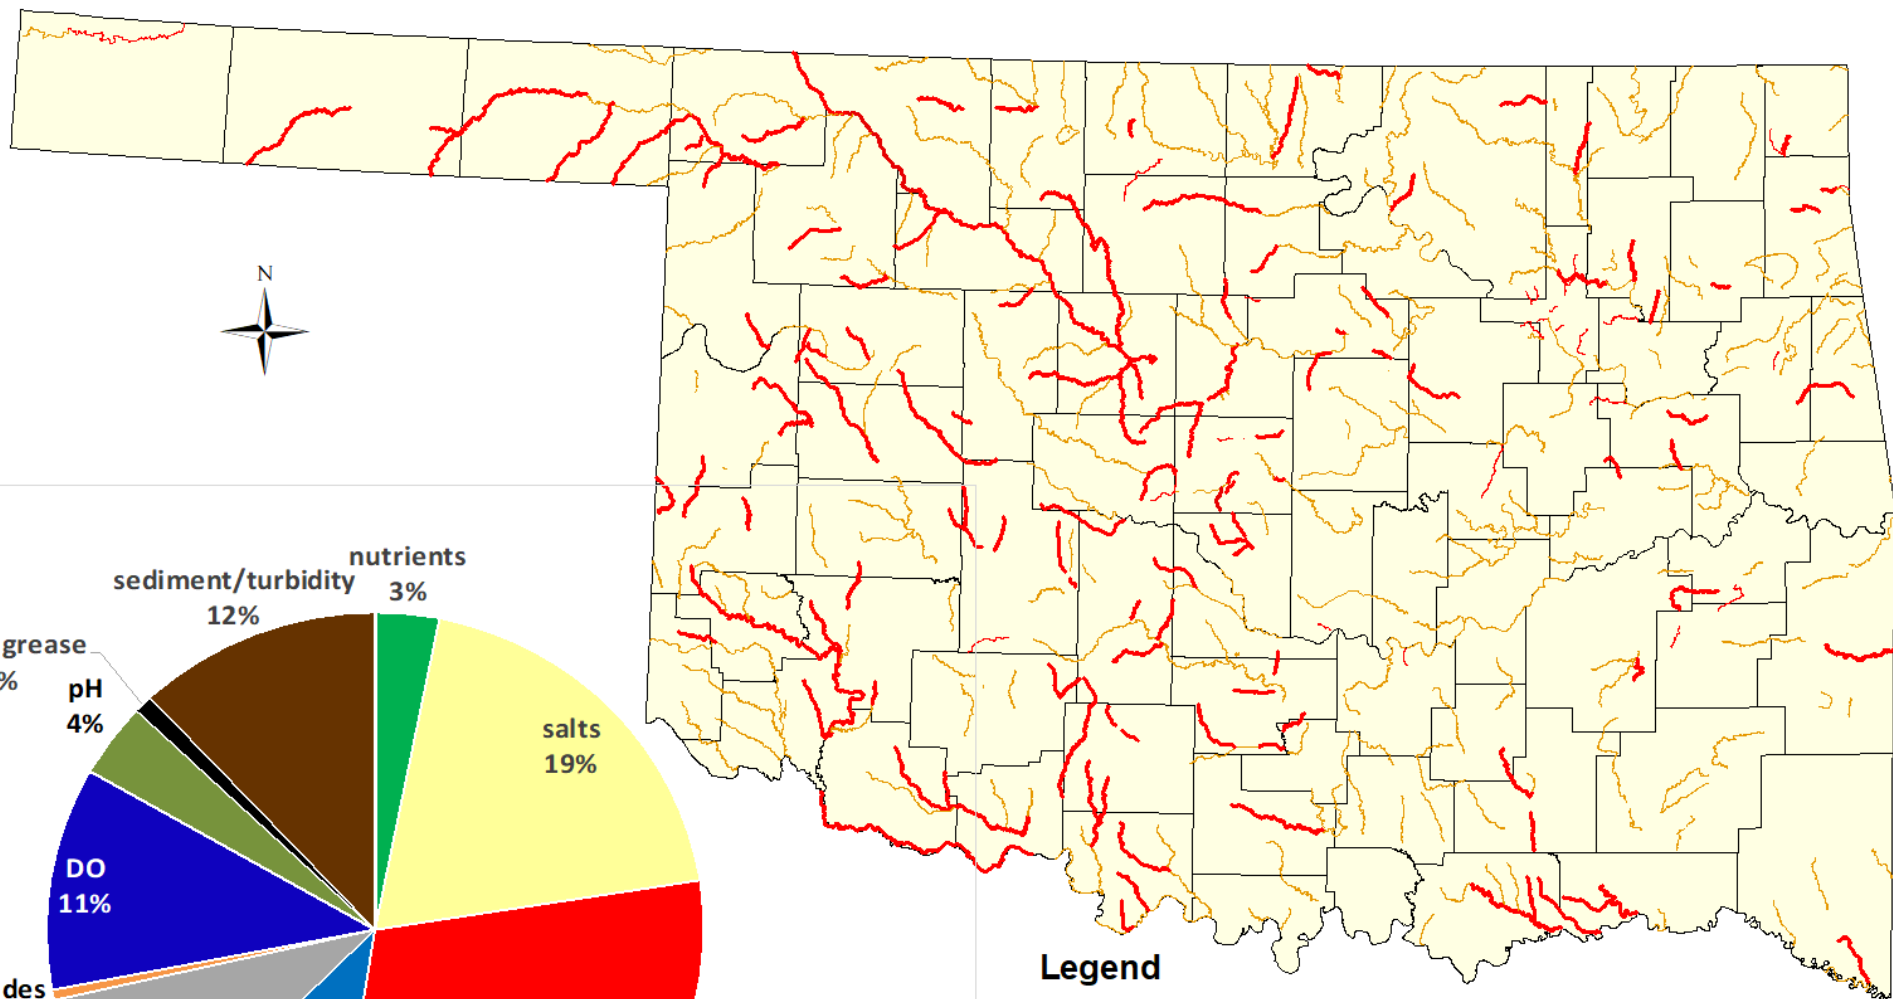 N
nutrients
3%
sediment/turbidity
12%
grease
%
pH
4%
salts
19%
DO
11%
des
Legend